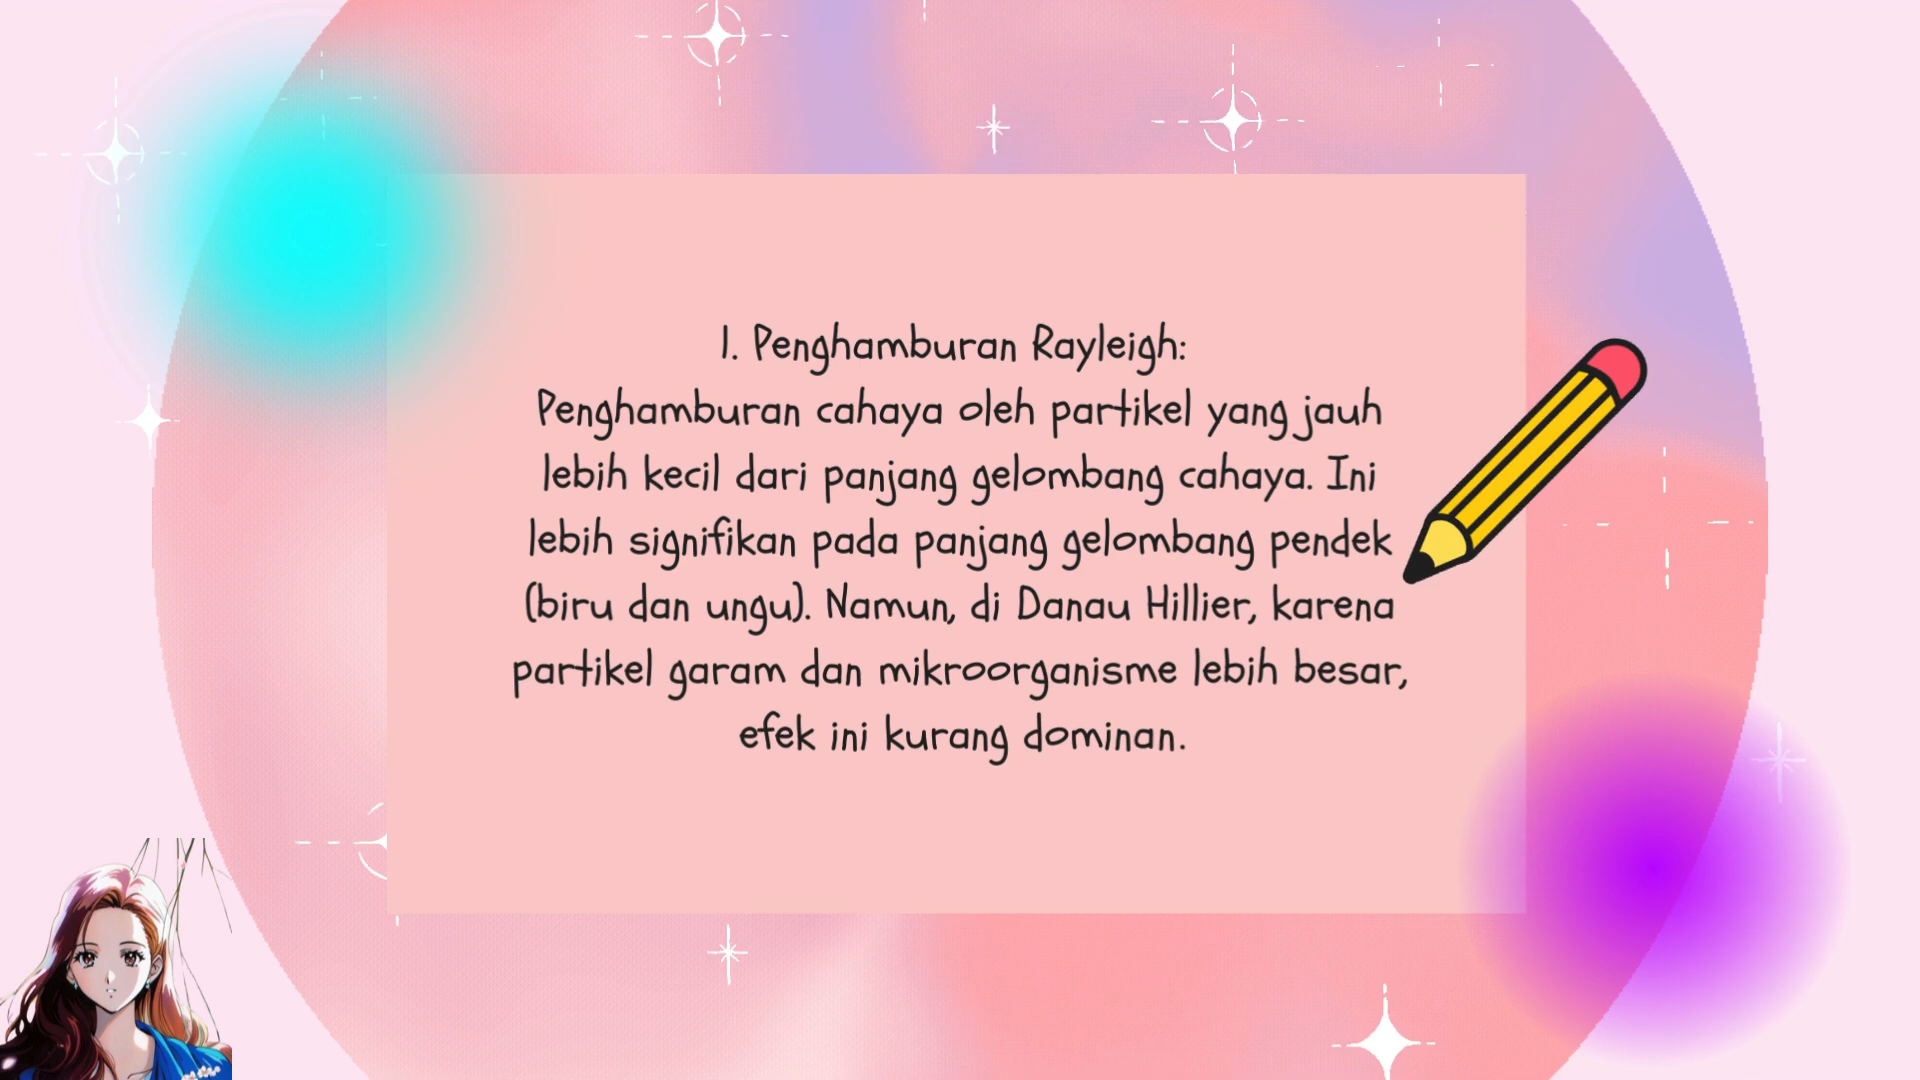 1. Penghamburan Rayleigh:
Penghamburan cahaya oleh partikel yang jauh
lebih kecil dari panjang gelombang cahaya. Ini
lebih signifikan pada panjang gelombang pendek
(biru dan ungu). Namun, di Danau Hillier, karena
partikel garam dan mikroorganisme lebih besar,
efek ini kurang dominan.